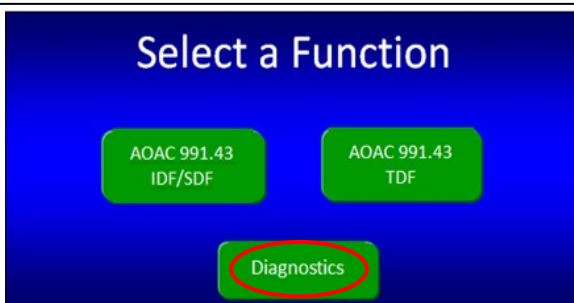 Select a Function
AOAC 991.43
IDF/SDF
AOAC 991.43
TDF
Diagnostics